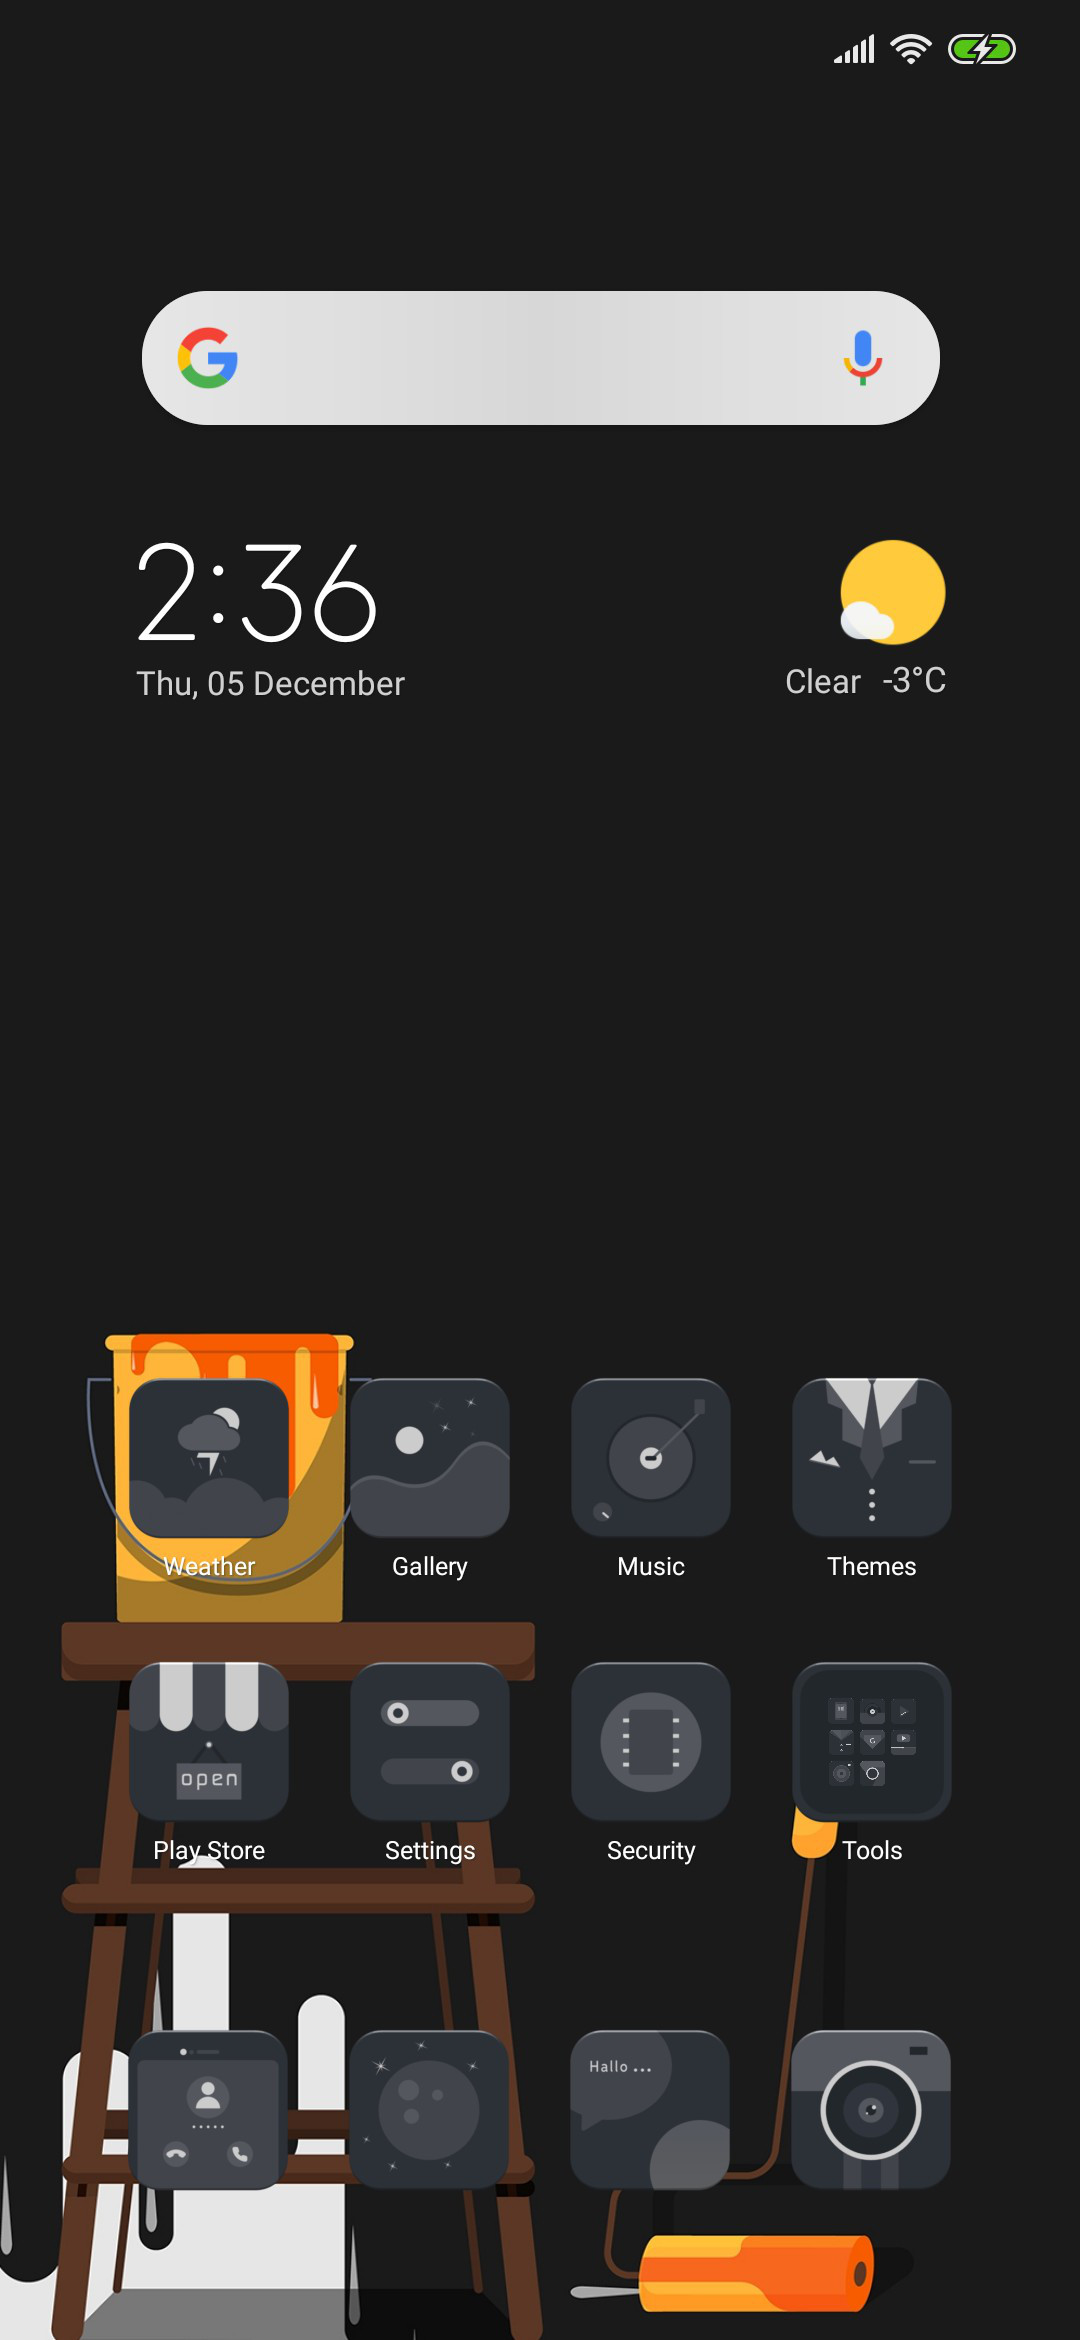 2:36
Thu, 05 December
Clear -3°C
Weather
Gallery
Music
Themes
open
Play Store
Settings
Security
Tools
Hallo ...